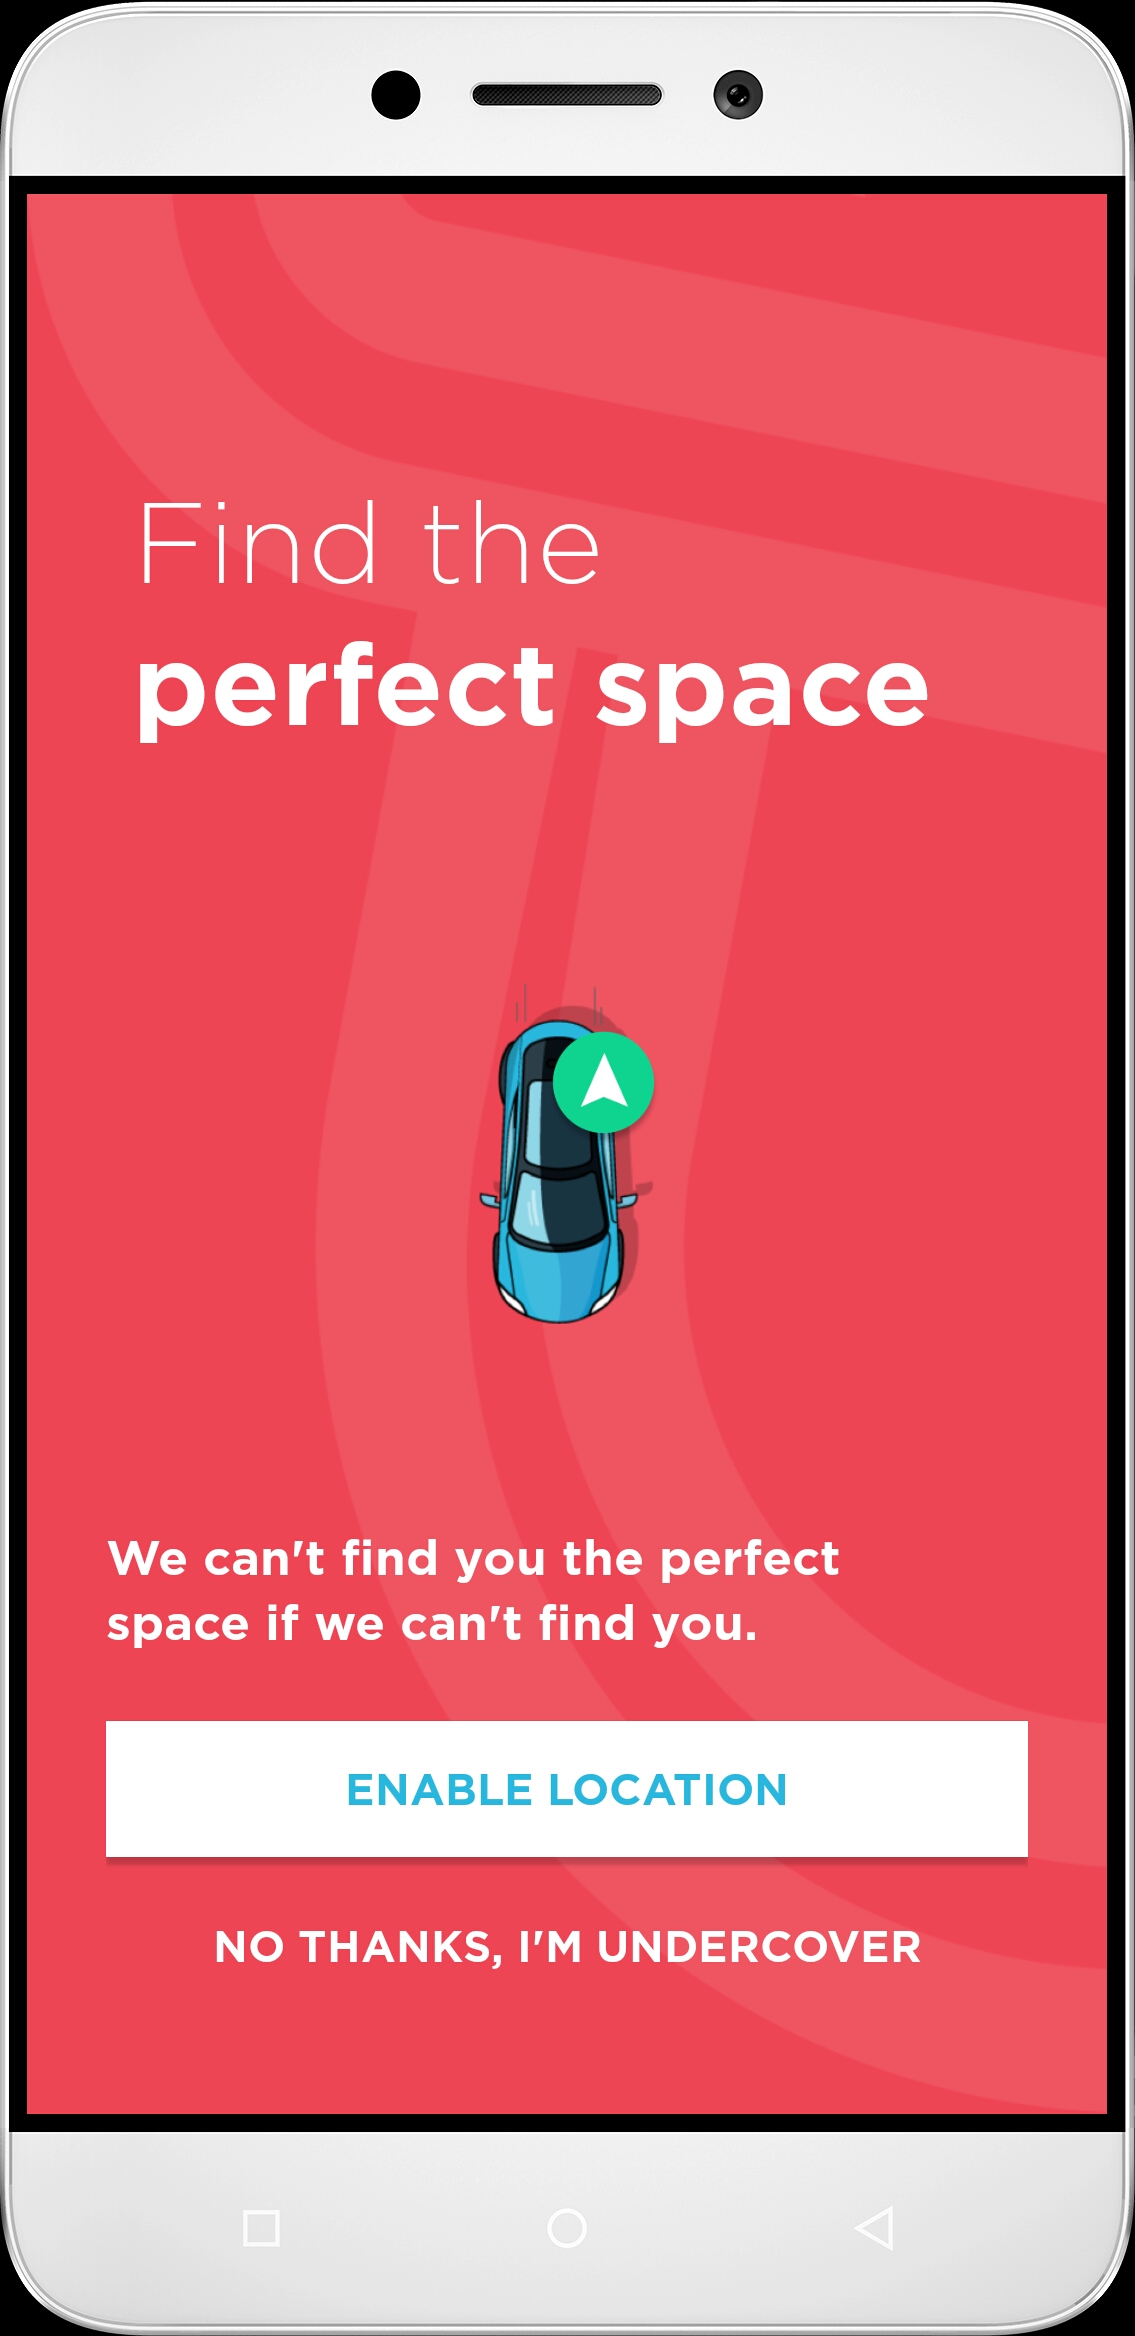 Find the
perfect space
We can't find you the perfect
space if we can't find you.
ENABLE LOCATION
NO THANKS, I'M UNDERCOVER